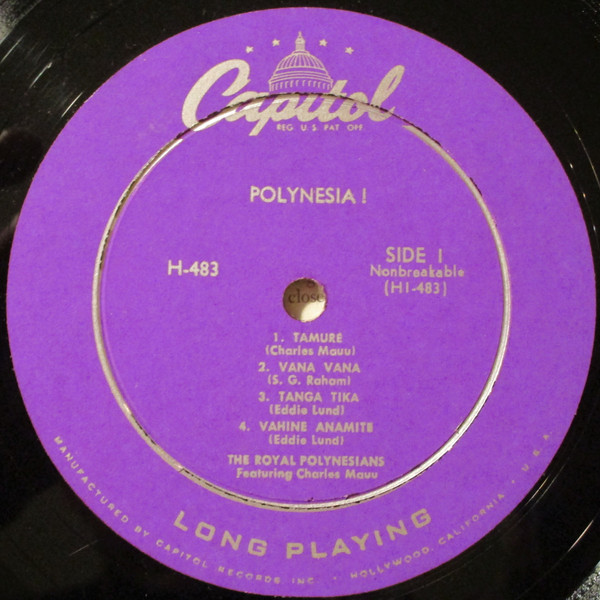 Capitol
REG. U.S. PAT. OFF.
POLYNESIA!
H-483
SIDE 1
Nonbreakable
(H1-483)
close
1. TAMURE
(Charles Mauu)
2. VANA VANA
(S. G. Raham)
3. TANGA TIKA
(Eddie Lund)
4. VAHINE ANAMITE
(Eddie Lund)
THE ROYAL POLYNESIANS
Featuring Charles Mauu
LONG PLAYING
MANUFACTURED BY CAPITOL RECORDS, INC. • HOLLYWOOD, CALIFORNIA • U.S.A.